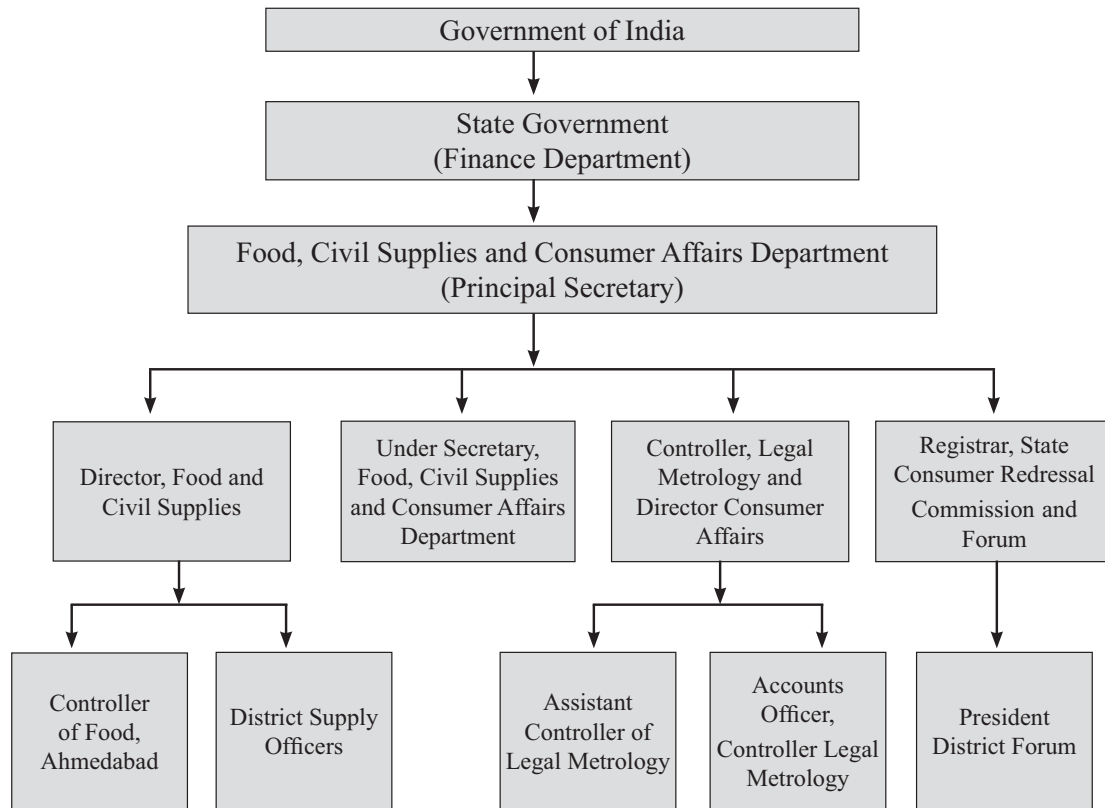 Government of India
State Government
(Finance Department)
Food, Civil Supplies and Consumer Affairs Department
(Principal Secretary)
Director, Food and
Civil Supplies
Under Secretary,
Food, Civil Supplies
and Consumer Affairs
Department
Controller, Legal
Metrology and
Director Consumer
Affairs
Registrar, State
Consumer Redressal
Commission and
Forum
Controller
of Food,
Ahmedabad
District Supply
Officers
Assistant
Controller of
Legal Metrology
Accounts
Officer,
Controller Legal
Metrology
President
District Forum